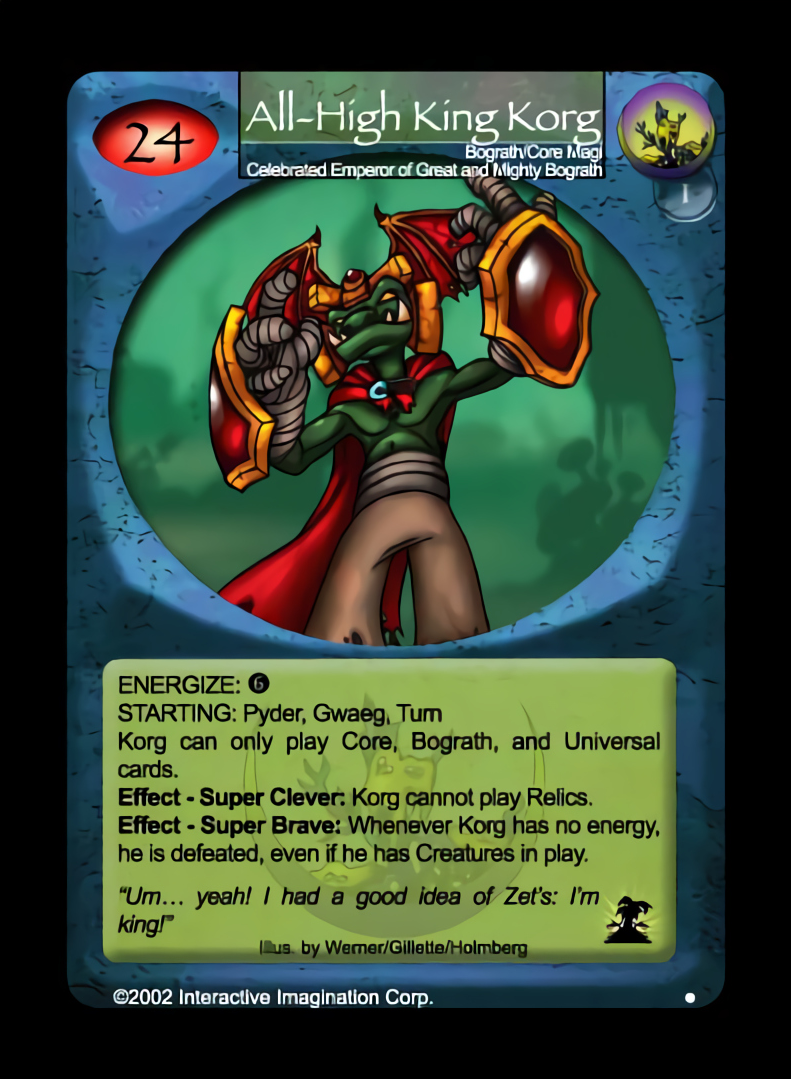 24
All-High King Korg
Bograth/Core Magi
Celebrated Emperor of Great and Mighty Bograth
1
ENERGIZE: 6
STARTING: Pyder, Gwaeg, Turn
Korg can only play Core, Bograth, and Universal
cards.
Effect - Super Clever: Korg cannot play Relics.
Effect - Super Brave: Whenever Korg has no energy,
he is defeated, even if he has Creatures in play.
"Um... yeah! I had a good idea of Zet's: I'm
king!"
Illus. by Werner/Gillette/Holmberg
©2002 Interactive Imagination Corp.